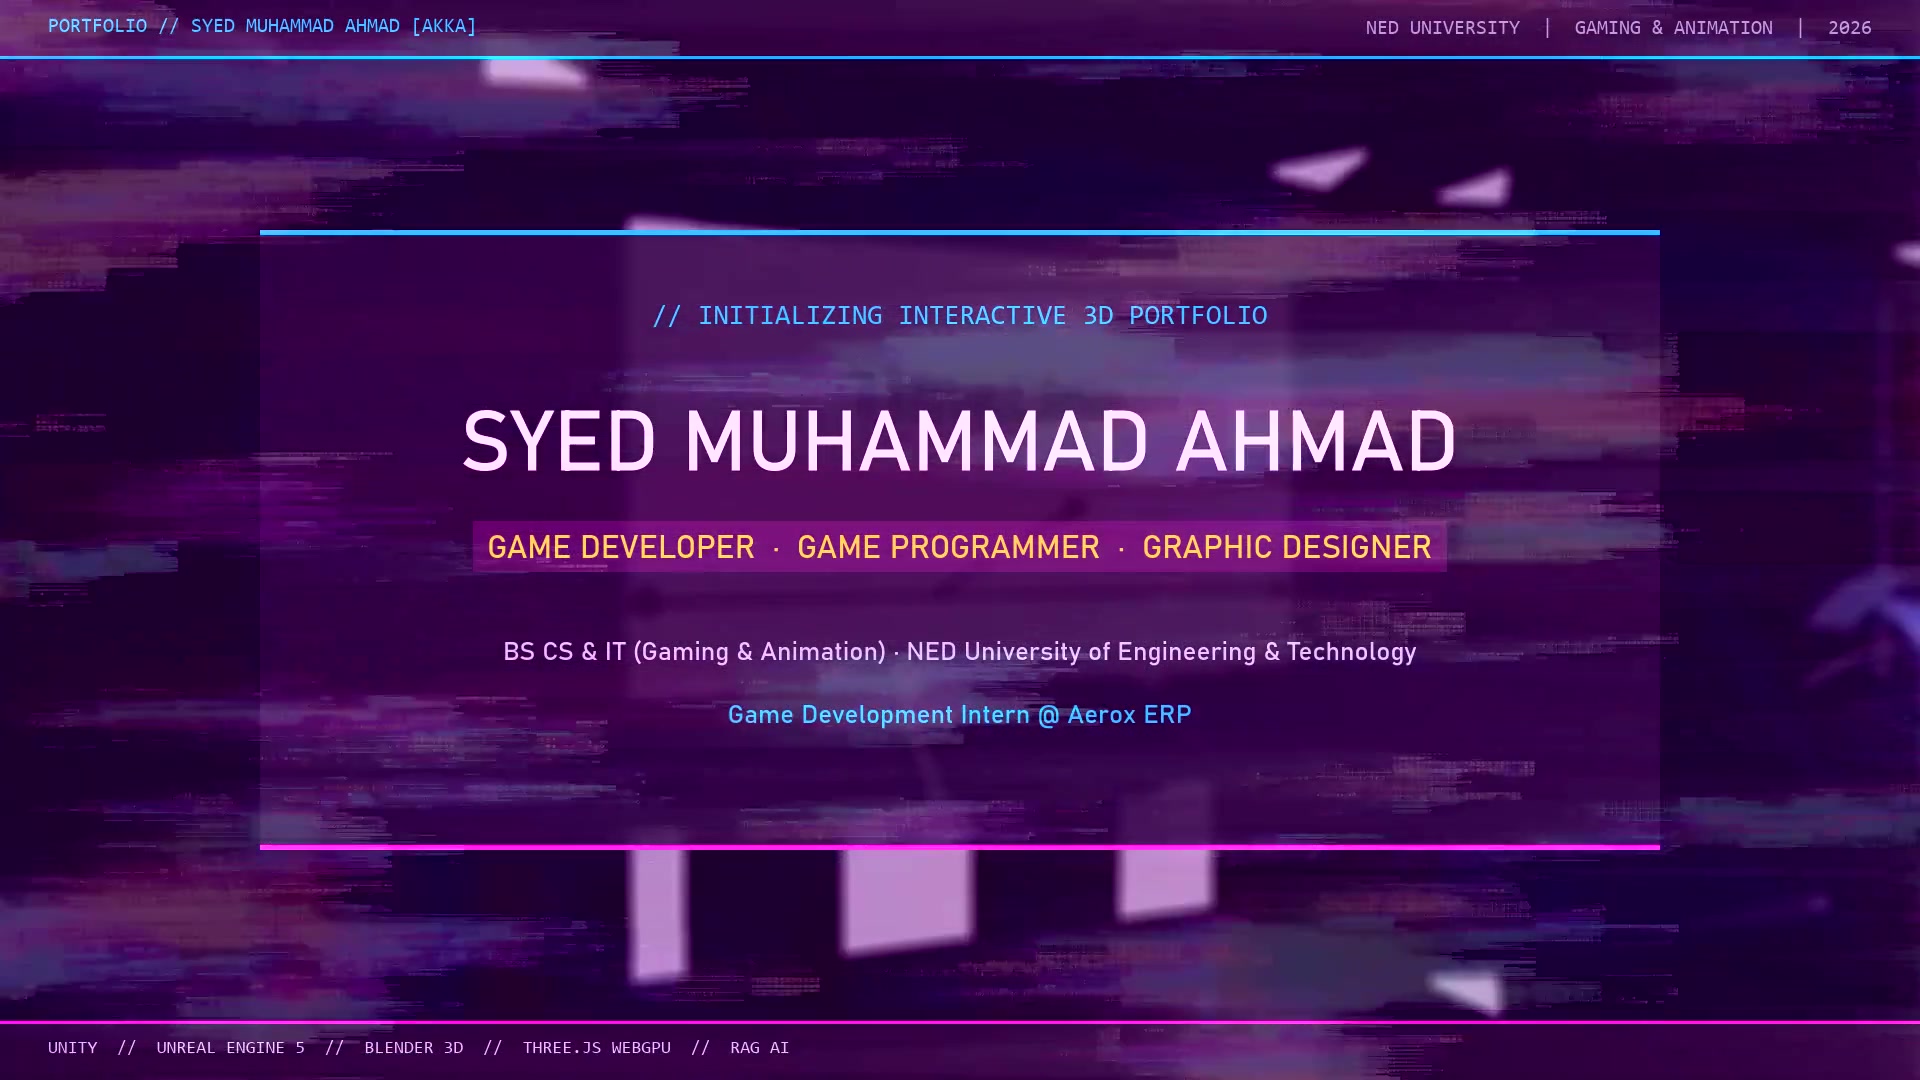 PORTFOLIO // SYED MUHAMMAD AHMAD [AKKA]
NED UNIVERSITY | GAMING & ANIMATION | 2026
// INITIALIZING INTERACTIVE 3D PORTFOLIO
SYED MUHAMMAD AHMAD
GAME DEVELOPER · GAME PROGRAMMER · GRAPHIC DESIGNER
BS CS & IT (Gaming & Animation) · NED University of Engineering & Technology
Game Development Intern @ Aerox ERP
UNITY // UNREAL ENGINE 5 // BLENDER 3D // THREE.JS WEBGPU // RAG AI